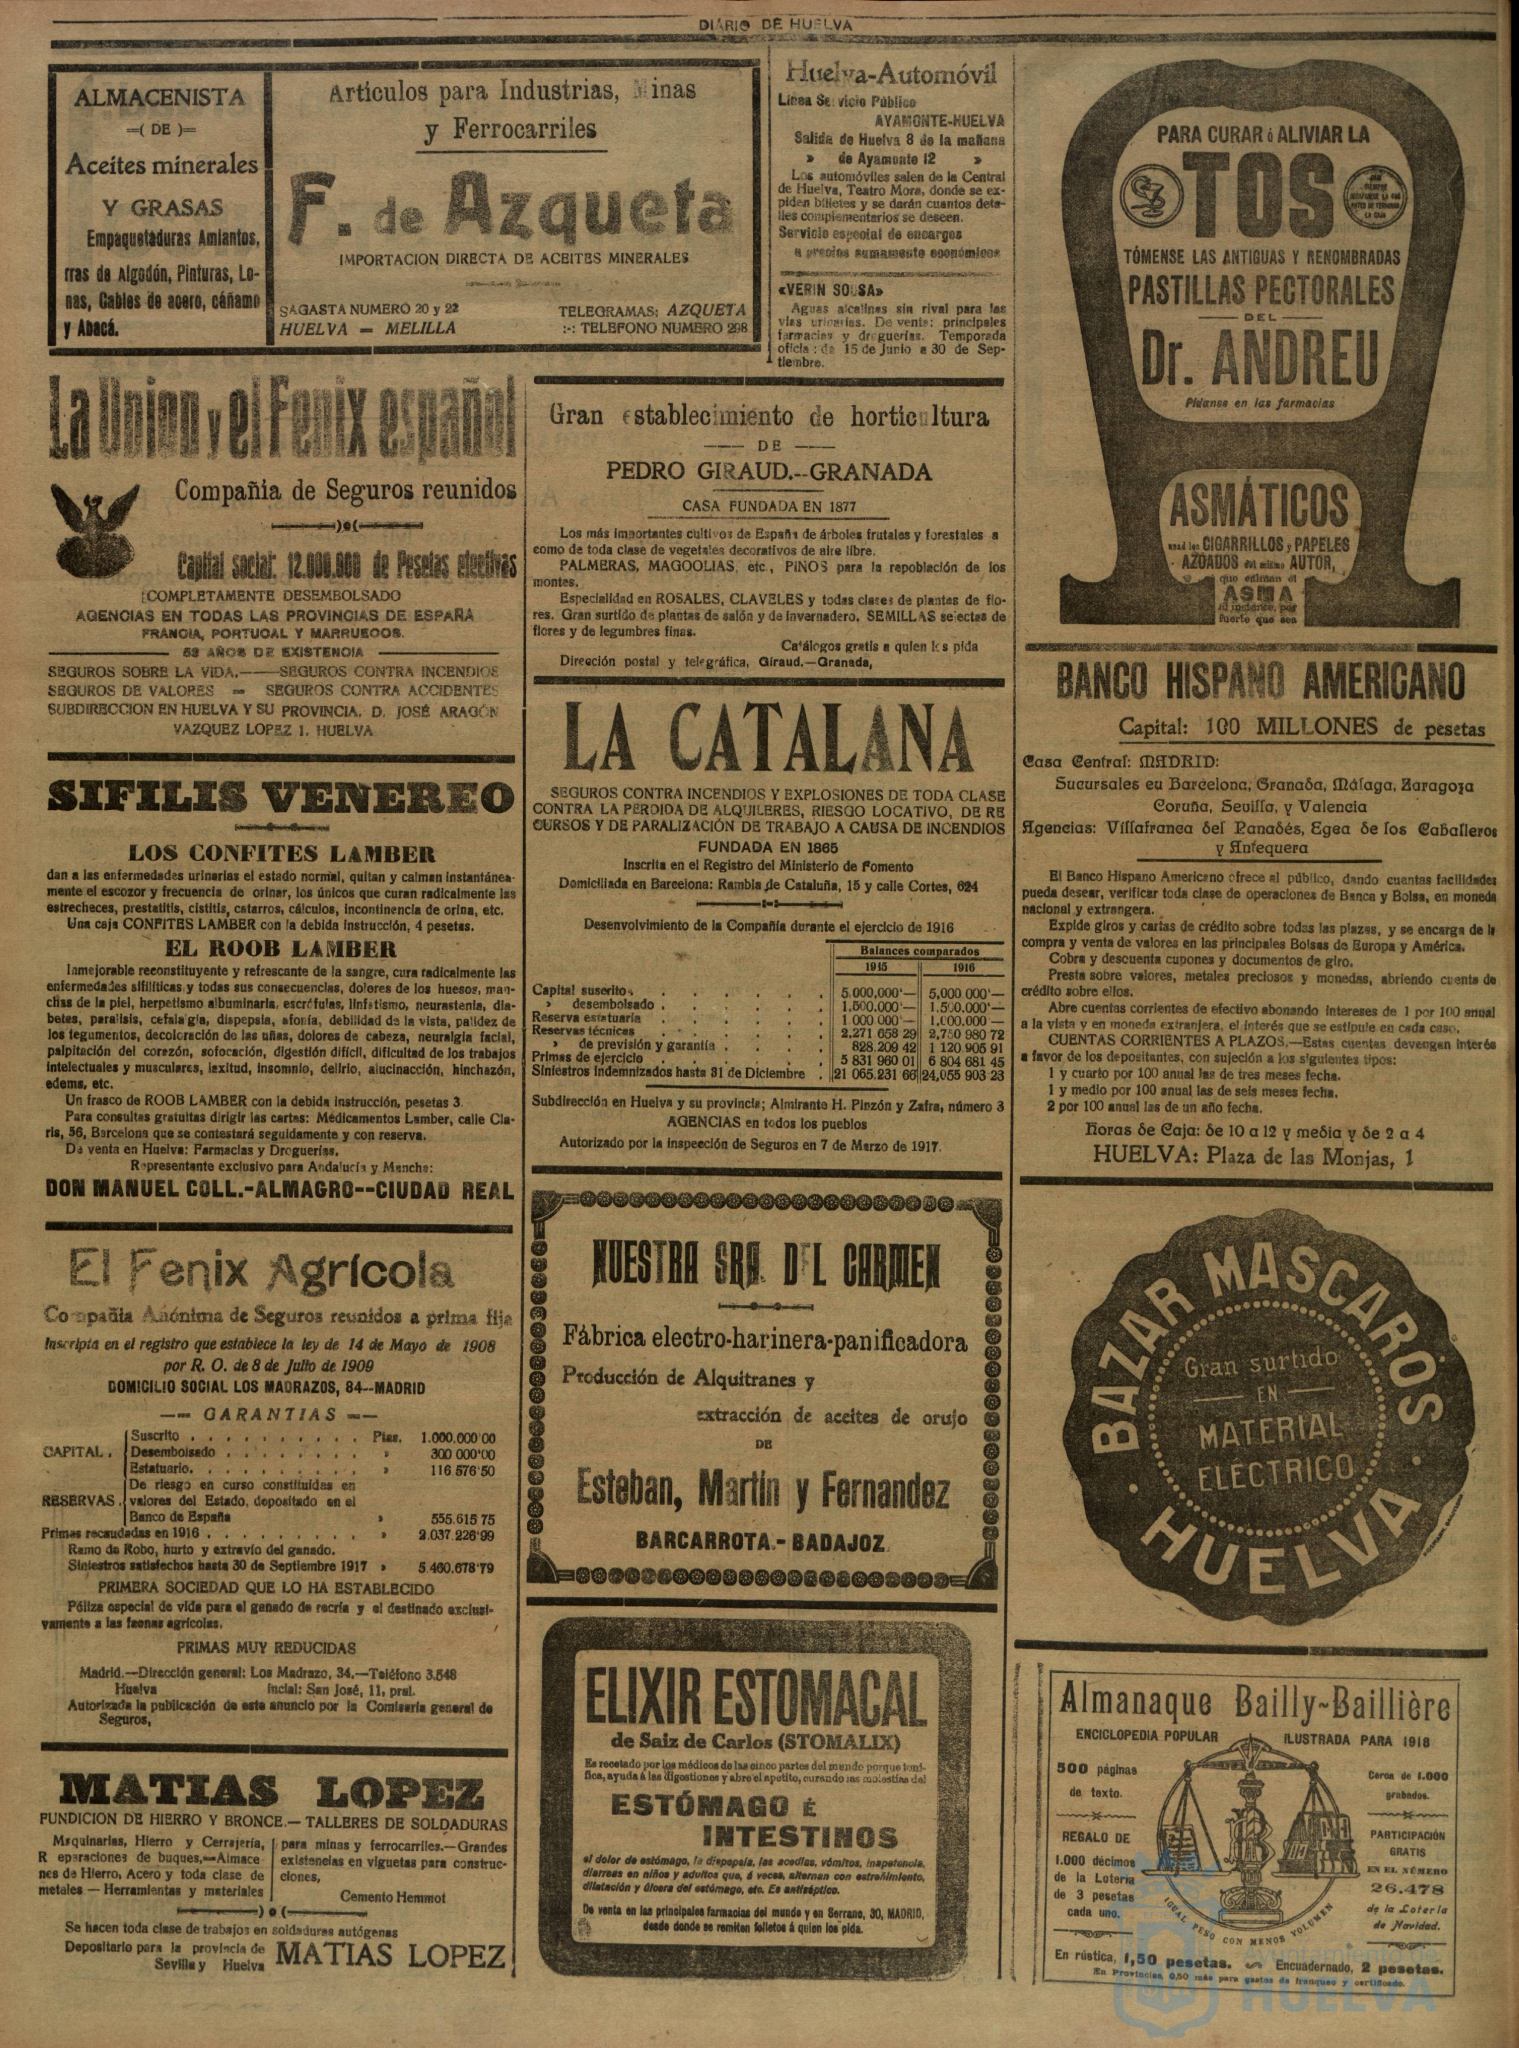 DIARIO DE HUELVA
ALMACENISTA
=( DE )=
Aceites minerales
Y GRASAS
Empaquetaduras Amiantos,
rras de Algodón, Pinturas, Lo-
nas, Cables de acero, cáñamo
y Abacá.
Artículos para Industrias, Minas
y Ferrocarriles
F. de Azqueta
IMPORTACION DIRECTA DE ACEITES MINERALES
SAGASTA NUMERO 20 y 22
HUELVA = MELILLA
TELEGRAMAS: AZQUETA
:-: TELEFONO NUMERO 298
Huelva-Automóvil
Línea Servicio Público
AYAMONTE-HUELVA
Salida de Huelva 8 de la mañana
» de Ayamonte 12 »
Los automóviles salen de la Central
de Huelva, Teatro Mora, donde se ex-
piden billetes y se darán cuantos deta-
lles complementarios se deseen.
Servicio especial de encargos
a precios sumamente económicos
«VERIN SOUSA»
Aguas alcalinas sin rival para las
vías urinarias. De venta: principales
farmacias y droguerías. Temporada
oficia : de 15 de Junio a 30 de Sep-
tiembre.
PARA CURAR ó ALIVIAR LA
TOS
TÓMENSE LAS ANTIGUAS Y RENOMBRADAS
PASTILLAS PECTORALES
DEL
Dr. ANDREU
Pídanse en las farmacias
ASMÁTICOS
usad los CIGARRILLOS y PAPELES
AZOADOS del mismo AUTOR,
que calman el
ASMA
al instante, por
fuerte que sea
La Union y el Fenix español
Compañia de Seguros reunidos
Capital social: 12.000.000 de Pesetas efectivas
COMPLETAMENTE DESEMBOLSADO
AGENCIAS EN TODAS LAS PROVINCIAS DE ESPAÑA
FRANCIA, PORTUGAL Y MARRUECOS.
53 AÑOS DE EXISTENCIA
SEGUROS SOBRE LA VIDA.——SEGUROS CONTRA INCENDIOS
SEGUROS DE VALORES = SEGUROS CONTRA ACCIDENTES
SUBDIRECCION EN HUELVA Y SU PROVINCIA. D. JOSÉ ARAGÓN
VAZQUEZ LOPEZ 1. HUELVA
Gran establecimiento de horticultura
DE
PEDRO GIRAUD.--GRANADA
CASA FUNDADA EN 1877
Los más importantes cultivos de España de árboles frutales y forestales a
como de toda clase de vegetales decorativos de aire libre.
PALMERAS, MAGOOLIAS, etc., PINOS para la repoblación de los
montes.
Especialidad en ROSALES, CLAVELES y todas clases de plantas de flo-
res. Gran surtido de plantas de salón y de invernadero. SEMILLAS selectas de
flores y de legumbres finas.
Catálogos gratis a quien los pida
Dirección postal y telegráfica, Giraud.—Granada,
BANCO HISPANO AMERICANO
Capital: 100 MILLONES de pesetas
Casa Central: MADRID:
Sucursales en Barcelona, Granada, Málaga, Zaragoza
Coruña, Sevilla, y Valencia
Agencias: Villafranca del Panadés, Egea de los Caballeros
y Antequera
El Banco Hispano Americano ofrece al público, dando cuentas facilidades
pueda desear, verificar toda clase de operaciones de Banca y Bolsa, en moneda
nacional y extrangera.
Expide giros y cartas de crédito sobre todas las plazas, y se encarga de la
compra y venta de valores en las principales Bolsas de Europa y América.
Cobra y descuenta cupones y documentos de giro.
Presta sobre valores, metales preciosos y monedas, abriendo cuenta de
crédito sobre ellos.
Abre cuentas corrientes de efectivo abonando intereses de 1 por 100 anual
a la vista y en moneda extranjera, el interés que se estipule en cada caso.
CUENTAS CORRIENTES A PLAZOS.—Estas cuentas devengan interés
a favor de los depositantes, con sujeción a los siguientes tipos:
1 y cuarto por 100 anual las de tres meses fecha.
1 y medio por 100 anual las de seis meses fecha.
2 por 100 anual las de un año fecha.
Horas de Caja: de 10 a 12 y media y de 2 a 4
HUELVA: Plaza de las Monjas, 1
SIFILIS VENEREO
LOS CONFITES LAMBER
dan a las enfermedades urinarias el estado normal, quitan y calman instantánea-
mente el escozor y frecuencia de orinar, los únicos que curan radicalmente las
estrecheces, prestatitis, cistitis, catarros, cálculos, incontinencia de orina, etc.
Una caja CONFITES LAMBER con la debida instrucción, 4 pesetas.
EL ROOB LAMBER
Inmejorable reconstituyente y refrescante de la sangre, cura radicalmente las
enfermedades sifiliticas y todas sus consecuencias, dolores de los huesos, man-
chas de la piel, herpetismo albuminaria, escrófulas, linfatismo, neurastenia, dia-
betes, paralisis, cefalalgia, dispepsia, afonia, debilidad de la vista, palidez de
los tegumentos, decoloración de las uñas, dolores de cabeza, neuralgia facial,
palpitación del corazón, sofocación, digestión difícil, dificultad de los trabajos
intelectuales y musculares, laxitud, insomnio, delirio, alucinacción, hinchazón,
edema, etc.
Un frasco de ROOB LAMBER con la debida instrucción, pesetas 3.
Para consultas gratuitas dirigir las cartas: Médicamentos Lamber, calle Cla-
ris, 56, Barcelona que se contestará seguidamente y con reserva.
De venta en Huelva: Farmacias y Droguerías.
Representante exclusivo para Andalucia y Mancha:
DON MANUEL COLL.-ALMAGRO--CIUDAD REAL
LA CATALANA
SEGUROS CONTRA INCENDIOS Y EXPLOSIONES DE TODA CLASE
CONTRA LA PERDIDA DE ALQUILERES, RIESGO LOCATIVO, DE RE
CURSOS Y DE PARALIZACIÓN DE TRABAJO A CAUSA DE INCENDIOS
FUNDADA EN 1865
Inscrita en el Registro del Ministerio de Fomento
Domiciliada en Barcelona: Rambla de Cataluña, 15 y calle Cortes, 624
Desenvolvimiento de la Compañía durante el ejercicio de 1916
Balances comparados
1915 1916
Capital suscrito . . . . . . 5.000,000'— 5,000 000'—
» desembolsado . . . . . 1.500.000'— 1.500.000'—
Reserva estatuaria . . . . . 1 000.000'— 1,000.000'—
Reservas técnicas . . . . . 2.271 658 29 2,750 980 72
» de previsión y garantía . . . . 828.209 42 1 120.905 91
Primas de ejercicio . . . . . 5 831 960 01 6 804 681 45
Siniestros indemnizados hasta 31 de Diciembre . 21 065.231 66 24,055 903 23
Subdirección en Huelva y su provincia; Almirante H. Pinzón y Zafra, número 3
AGENCIAS en todos los pueblos
Autorizado por la inspección de Seguros en 7 de Marzo de 1917.
El Fenix Agrícola
Compañia Anónima de Seguros reunidos a prima fija
Inscripta en el registro que establece la ley de 14 de Mayo de 1908
por R. O. de 8 de Julio de 1909
DOMICILIO SOCIAL LOS MADRAZOS, 34--MADRID
GARANTIAS
CAPITAL. Suscrito . . . . . . . . . Ptas. 1.000.000'00
Desembolsado . . . . . . . » 300 000'00
Estatuario. . . . . . . . . » 116 576'50
RESERVAS. De riesgo en curso constituidas en
valores del Estado, depositado en el
Banco de España » 555.615 75
Primas recaudadas en 1916 . . . . . . . » 2.037.226'99
Ramo de Robo, hurto y extravío del ganado.
Siniestros satisfechos hasta 30 de Septiembre 1917 » 5.460.678'79
PRIMERA SOCIEDAD QUE LO HA ESTABLECIDO
Póliza especial de vida para el ganado de recría y el destinado exclusi-
vamente a las faenas agrícolas.
PRIMAS MUY REDUCIDAS
Madrid.—Dirección general: Los Madrazo, 34.—Teléfono 3.548
Huelva incial: San José, 11, pral.
Autorizada la publicación de este anuncio por la Comisaría general de
Seguros,
NUESTRA SRA. DEL CARMEN
Fábrica electro-harinera-panificadora
Producción de Alquitranes y
extracción de aceites de orujo
DE
Esteban, Martín y Fernandez
BARCARROTA.-BADAJOZ
BAZAR MASCAROS
Gran surtido
EN
MATERIAL
ELECTRICO
HUELVA
MATIAS LOPEZ
FUNDICION DE HIERRO Y BRONCE.— TALLERES DE SOLDADURAS
Maquinarias, Hierro y Cerrajería,
R eparaciones de buques,—Almace-
nes de Hierro, Acero y toda clase de
metales — Herramientas y materiales
para minas y ferrocarriles.—Grandes
existencias en viguetas para construc-
ciones,
Cemento Hemmot
Se hacen toda clase de trabajos en soldaduras autógenas
Depositario para la provincia de
Sevilla y Huelva
MATIAS LOPEZ
ELIXIR ESTOMACAL
de Saiz de Carlos (STOMALIX)
Es recetado por los médicos de las cinco partes del mundo porque toni-
fica, ayuda á las digestiones y abre el apetito, curando las molestias del
ESTÓMAGO É
INTESTINOS
el dolor de estómago, la dispepsia, las acedías, vómitos, inapetencia,
diarreas en niños y adultos que, á veces, alternan con estreñimiento,
dilatación y úlcera del estómago, etc. Es antiséptico.
De venta en las principales farmacias del mundo y en Serrano, 30, MADRID,
desde donde se remiten folletos á quien los pida.
Almanaque Bailly-Baillière
ENCICLOPEDIA POPULAR ILUSTRADA PARA 1918
500 páginas
de texto.
REGALO DE
1.000 décimos
de la Lotería
de 3 pesetas
cada uno.
Cerca de 1.000
grabados.
PARTICIPACIÓN
GRATIS
EN EL NÚMERO
26.478
de la Lotería
de Navidad.
IGUAL PESO CON MENOS VOLUMEN
En rústica, 1,50 pesetas. Encuadernado, 2 pesetas.
En Provincias, 0,50 más para gastos de franqueo y certificado.
Ayuntamiento de
HUELVA